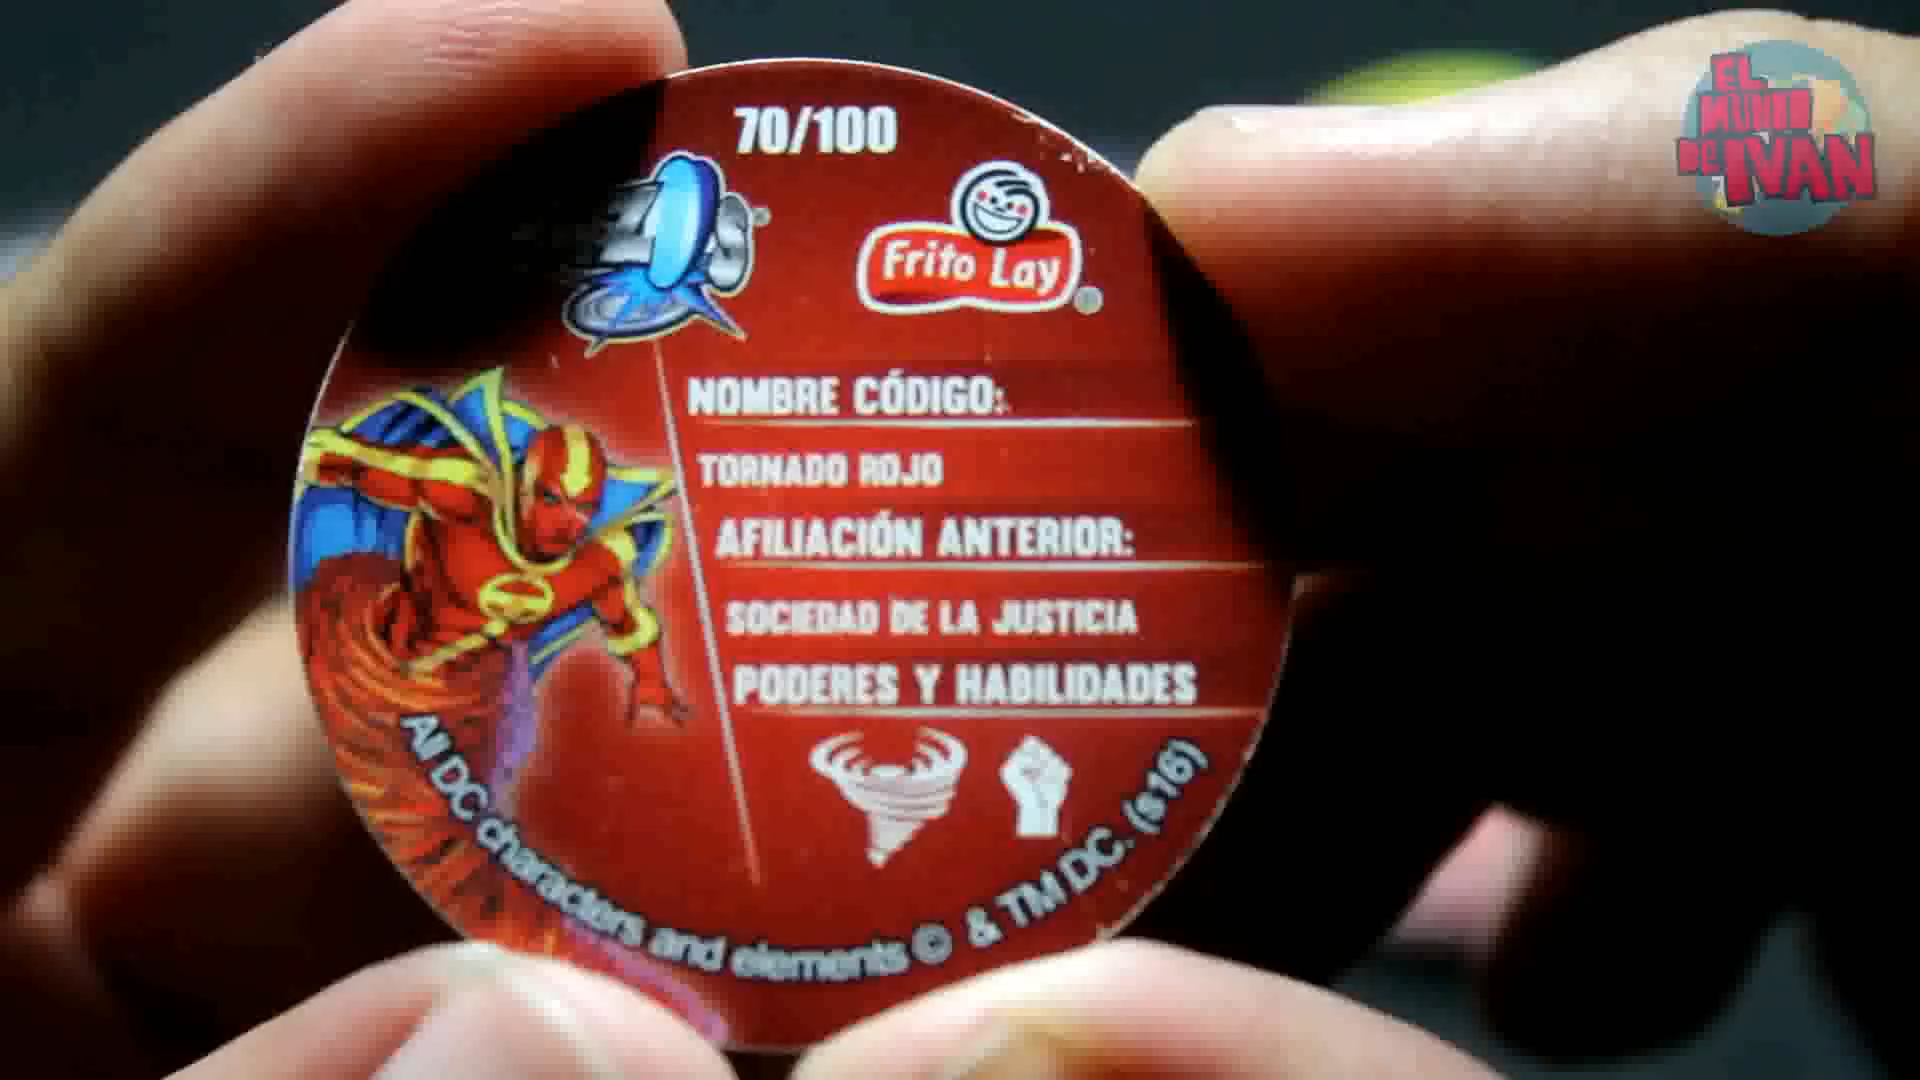 70/100
Frito Lay
NOMBRE CÓDIGO:
TORNADO ROJO
AFILIACIÓN ANTERIOR:
SOCIEDAD DE LA JUSTICIA
PODERES Y HABILIDADES
All DC characters and elements © & TM DC. (s16)
EL
MUNDO
DE IVAN